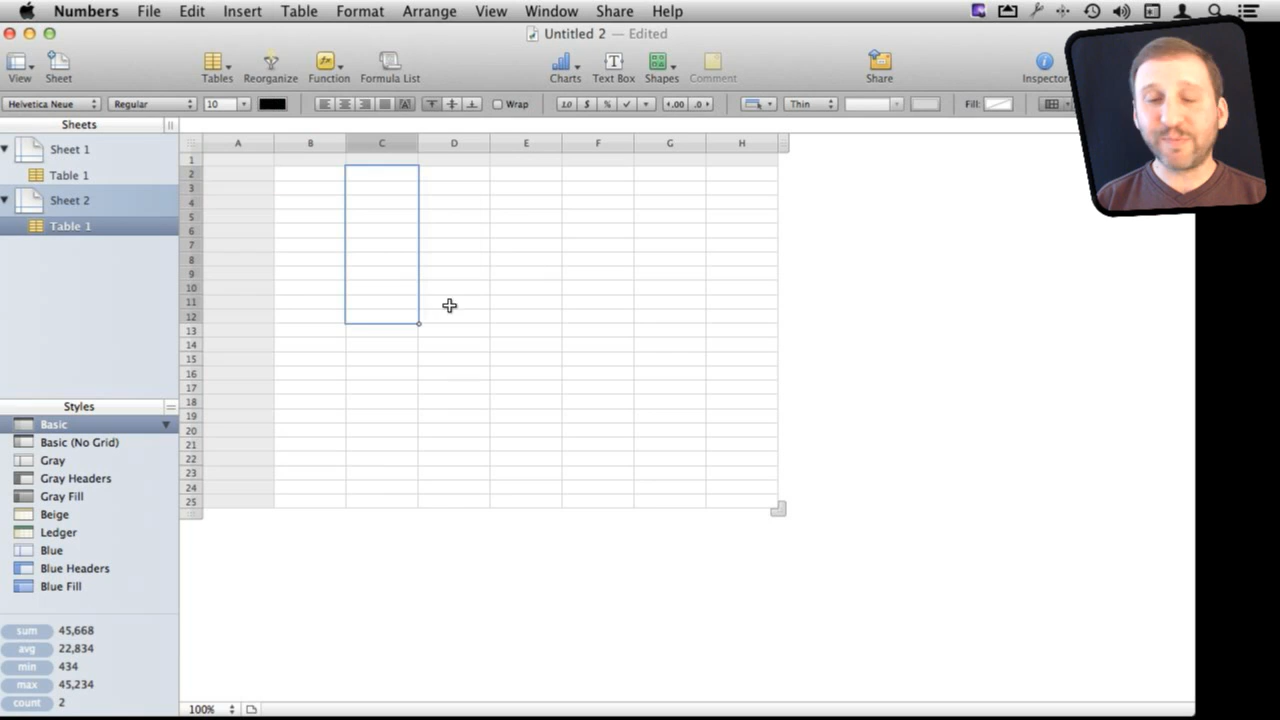 Numbers File Edit Insert Table Format Arrange View Window Share Help
Untitled 2 — Edited
View Sheet Tables Reorganize Function Formula List Charts Text Box Shapes Comment Share Inspector
Helvetica Neue Regular 10 Wrap 1.0 $ % .00 .0 Thin Fill:
Sheets
Sheet 1
Table 1
Sheet 2
Table 1
A B C D E F G H
1
2
3
4
5
6
7
8
9
10
11
12
13
14
15
16
17
18
19
20
21
22
23
24
25
Styles
Basic
Basic (No Grid)
Gray
Gray Headers
Gray Fill
Beige
Ledger
Blue
Blue Headers
Blue Fill
sum 45,668
avg 22,834
min 434
max 45,234
count 2
100%